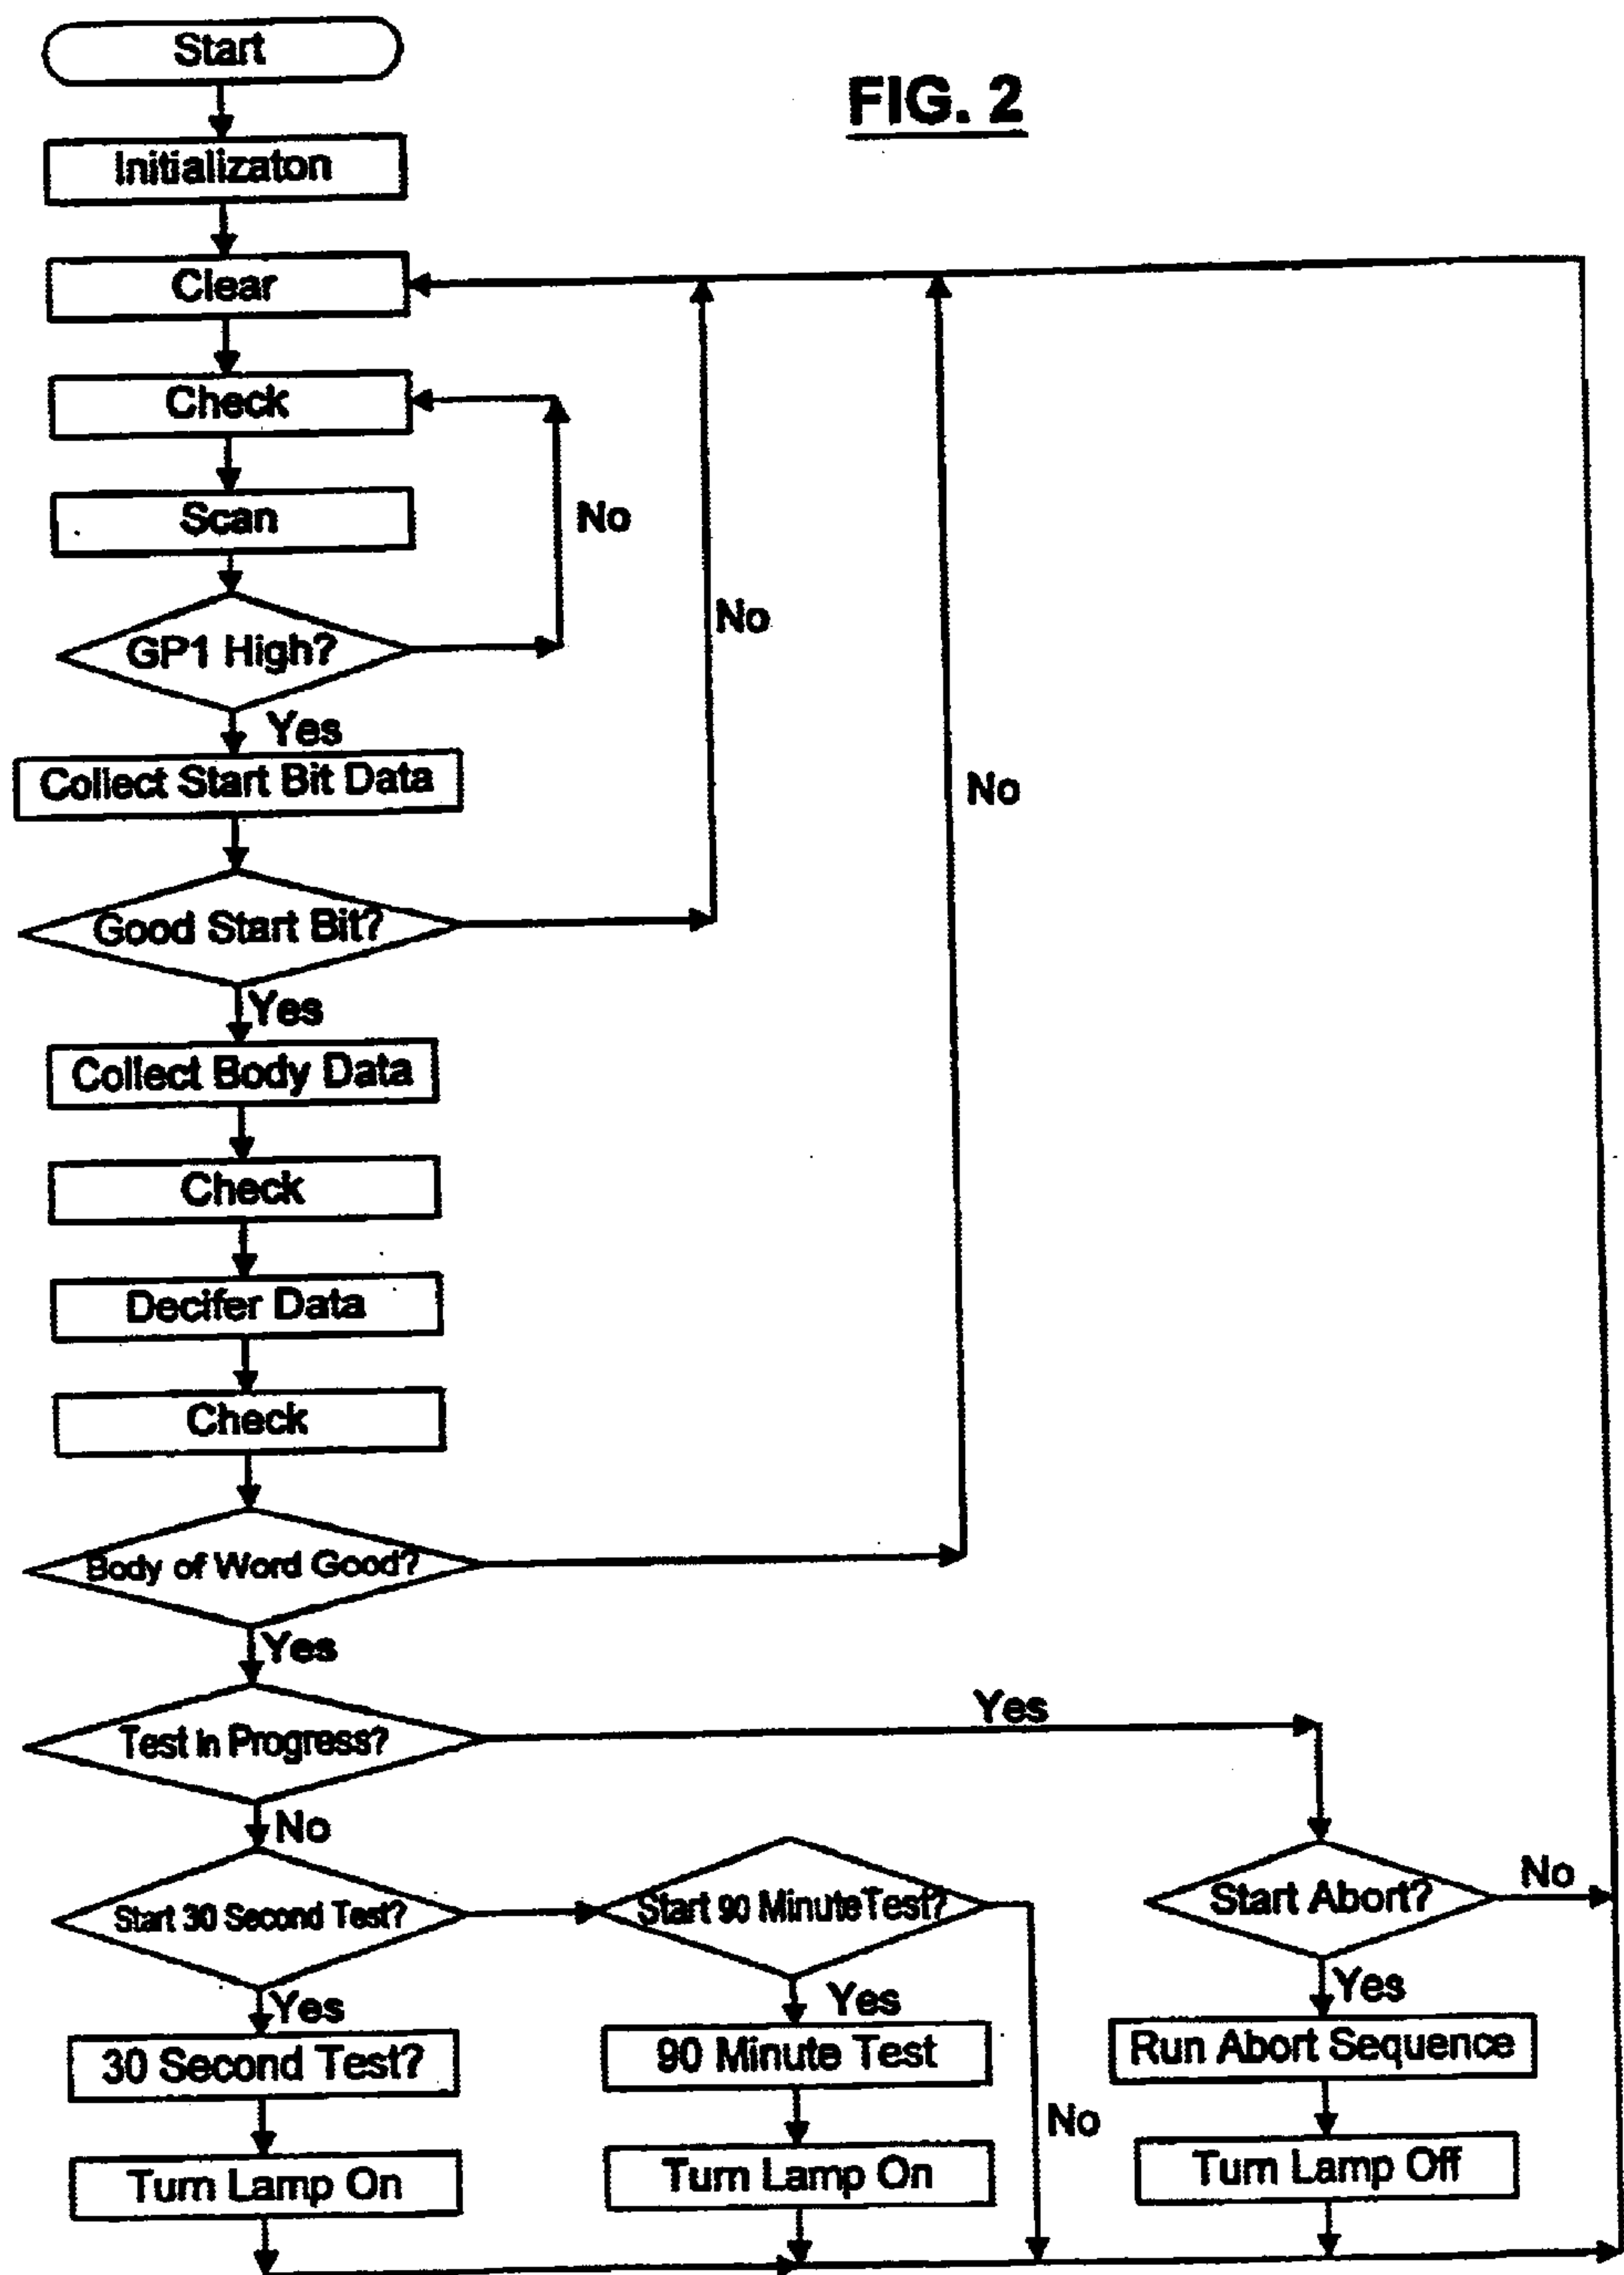 Start
FIG. 2
Initializaton
Clear
Check
Scan
No
GP1 High?
No
Yes
Collect Start Bit Data
No
Good Start Bit?
Yes
Collect Body Data
Check
Decifer Data
Check
Body of Word Good?
Yes
Yes
Test in Progress?
No
Start 30 Second Test?
Start 90 Minute Test?
Start Abort?
No
Yes
Yes
Yes
30 Second Test?
90 Minute Test
Run Abort Sequence
No
Turn Lamp On
Turn Lamp On
Turn Lamp Off